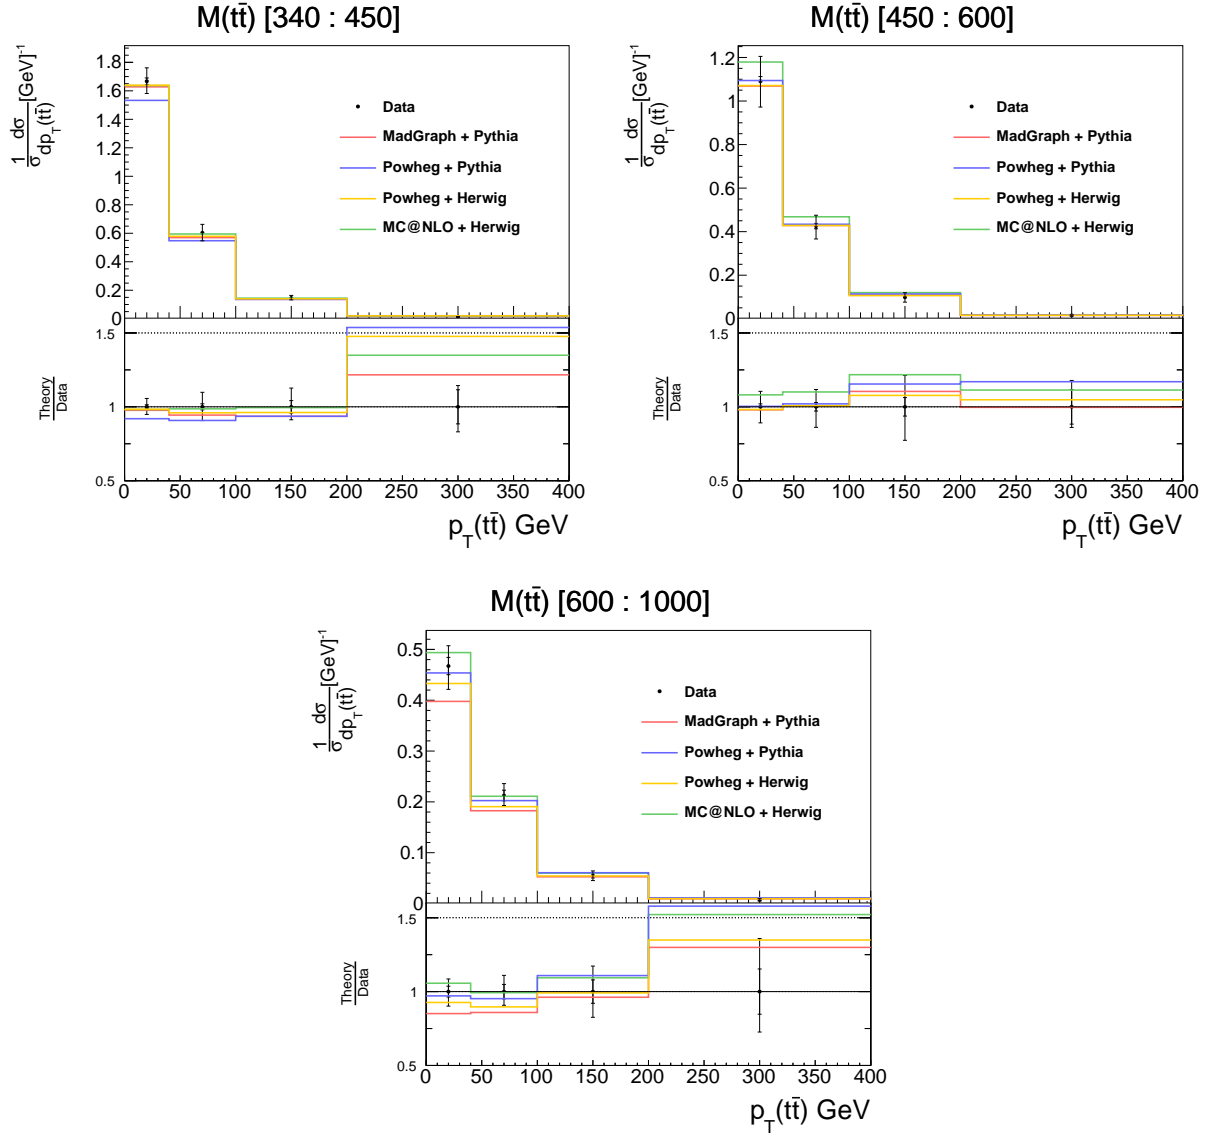 M(tt̄) [340 : 450]
1/σ dσ/dp_T(tt̄) [GeV]⁻¹
1.8
1.6
1.4
1.2
1
0.8
0.6
0.4
0.2
0
Data
MadGraph + Pythia
Powheg + Pythia
Powheg + Herwig
MC@NLO + Herwig
Theory
Data
1.5
1
0.5
0 50 100 150 200 250 300 350 400
p_T(tt̄) GeV
M(tt̄) [450 : 600]
1/σ dσ/dp_T(tt̄) [GeV]⁻¹
1.2
1
0.8
0.6
0.4
0.2
0
Data
MadGraph + Pythia
Powheg + Pythia
Powheg + Herwig
MC@NLO + Herwig
Theory
Data
1.5
1
0.5
0 50 100 150 200 250 300 350 400
p_T(tt̄) GeV
M(tt̄) [600 : 1000]
1/σ dσ/dp_T(tt̄) [GeV]⁻¹
0.5
0.4
0.3
0.2
0.1
0
Data
MadGraph + Pythia
Powheg + Pythia
Powheg + Herwig
MC@NLO + Herwig
Theory
Data
1.5
1
0.5
0 50 100 150 200 250 300 350 400
p_T(tt̄) GeV